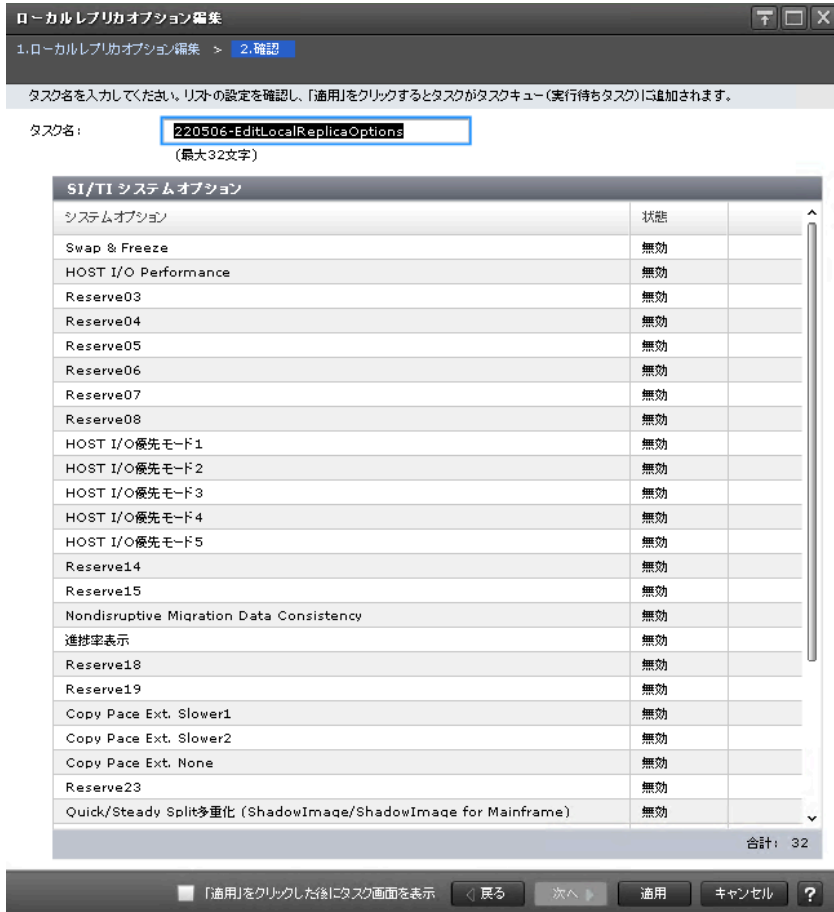 ローカルレプリカオプション編集
1.ローカルレプリカオプション編集 > 2.確認
タスク名を入力してください。リストの設定を確認し、「適用」をクリックするとタスクがタスクキュー(実行待ちタスク)に追加されます。
タスク名: 220506-EditLocalReplicaOptions
(最大32文字)
SI/TI システムオプション
システムオプション 状態
Swap & Freeze 無効
HOST I/O Performance 無効
Reserve03 無効
Reserve04 無効
Reserve05 無効
Reserve06 無効
Reserve07 無効
Reserve08 無効
HOST I/O優先モード1 無効
HOST I/O優先モード2 無効
HOST I/O優先モード3 無効
HOST I/O優先モード4 無効
HOST I/O優先モード5 無効
Reserve14 無効
Reserve15 無効
Nondisruptive Migration Data Consistency 無効
進捗率表示 無効
Reserve18 無効
Reserve19 無効
Copy Pace Ext. Slower1 無効
Copy Pace Ext. Slower2 無効
Copy Pace Ext. None 無効
Reserve23 無効
Quick/Steady Split多重化 (ShadowImage/ShadowImage for Mainframe) 無効
合計: 32
「適用」をクリックした後にタスク画面を表示 戻る 次へ 適用 キャンセル ?